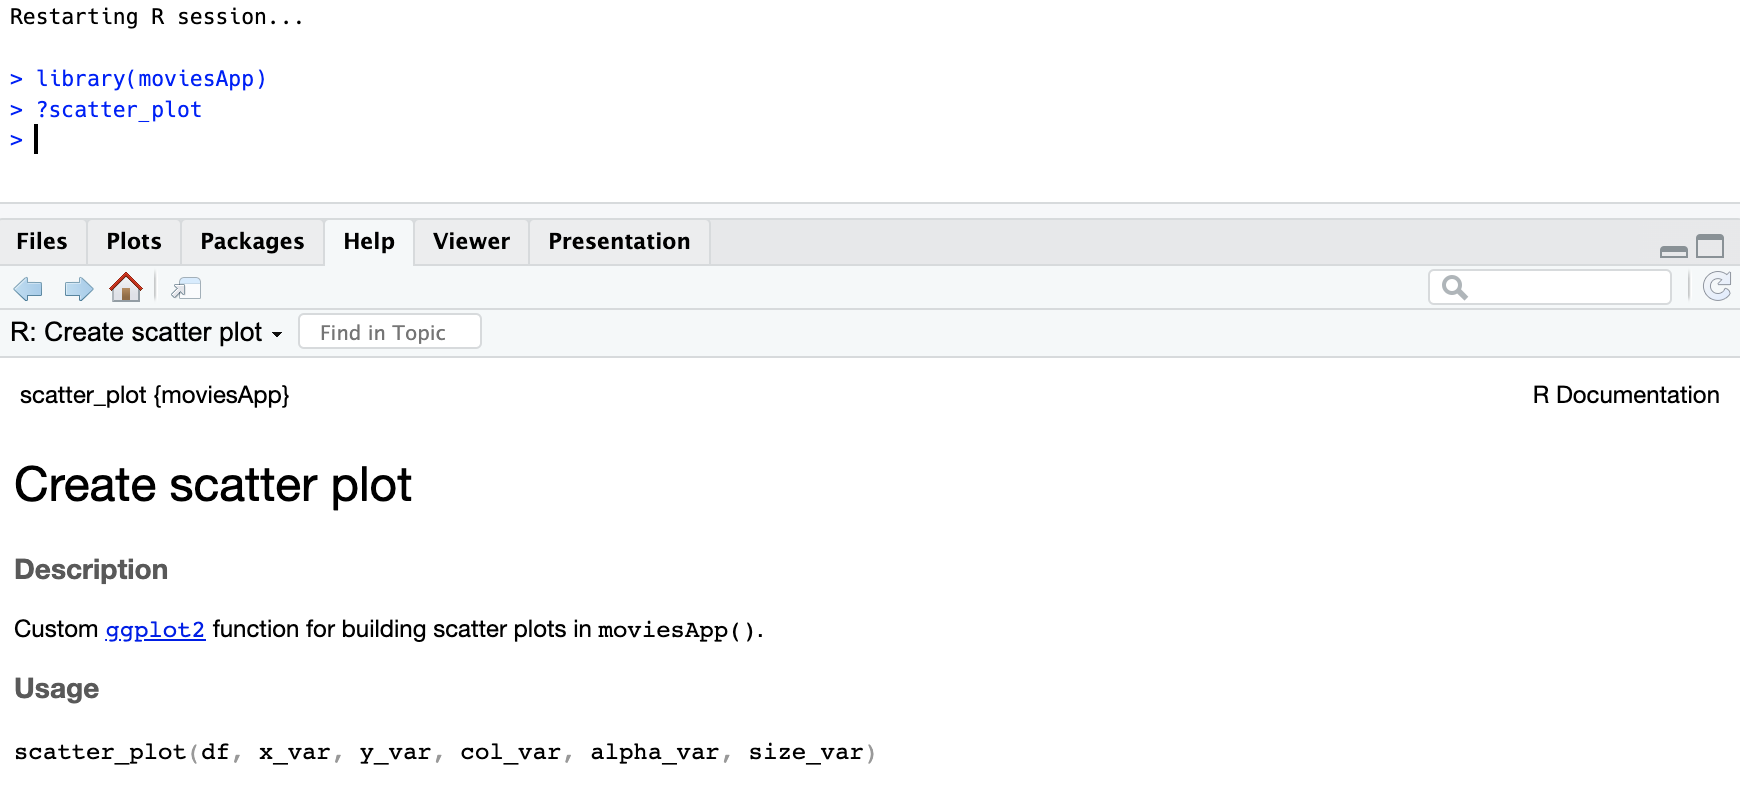 Restarting R session...
> library(moviesApp)
> ?scatter_plot
>
Files Plots Packages Help Viewer Presentation
R: Create scatter plot Find in Topic
scatter_plot {moviesApp} R Documentation
Create scatter plot
Description
Custom ggplot2 function for building scatter plots in moviesApp().
Usage
scatter_plot(df, x_var, y_var, col_var, alpha_var, size_var)